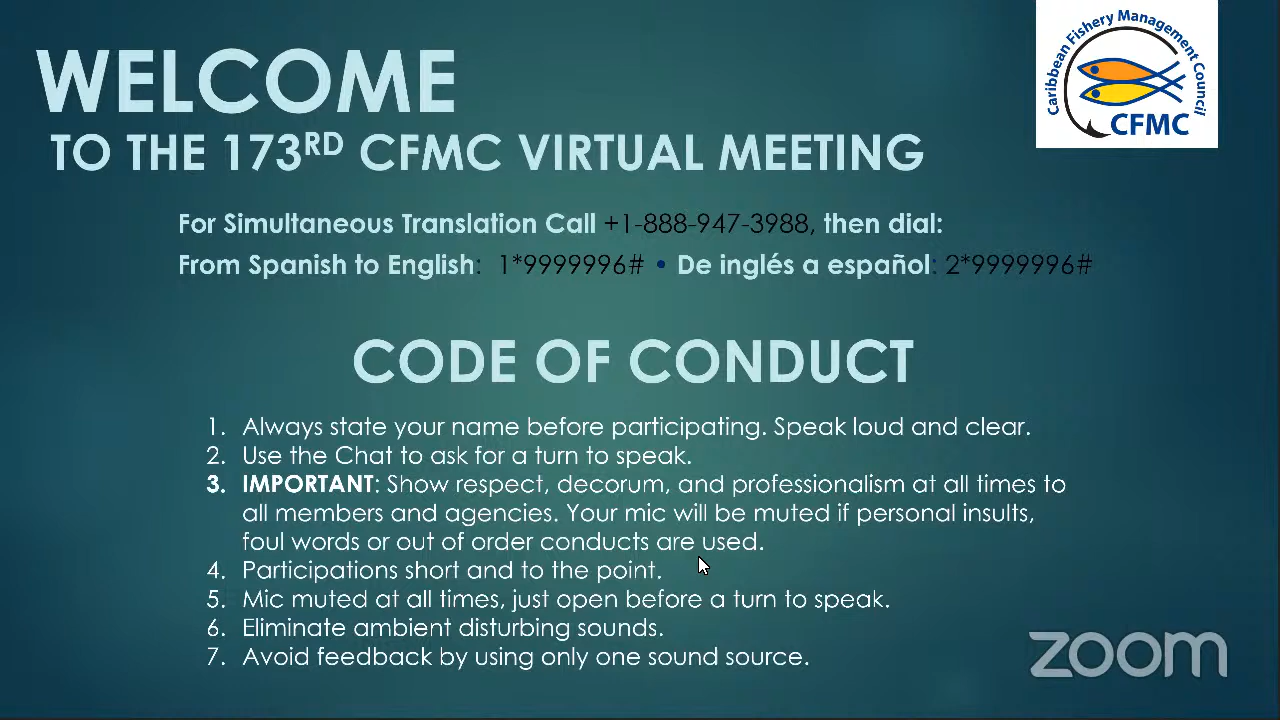 WELCOME
TO THE 173RD CFMC VIRTUAL MEETING
Caribbean Fishery Management Council
CFMC
For Simultaneous Translation Call +1-888-947-3988, then dial:
From Spanish to English: 1*9999996# • De inglés a español: 2*9999996#
CODE OF CONDUCT
1. Always state your name before participating. Speak loud and clear.
2. Use the Chat to ask for a turn to speak.
3. IMPORTANT: Show respect, decorum, and professionalism at all times to
all members and agencies. Your mic will be muted if personal insults,
foul words or out of order conducts are used.
4. Participations short and to the point.
5. Mic muted at all times, just open before a turn to speak.
6. Eliminate ambient disturbing sounds.
7. Avoid feedback by using only one sound source.
zoom